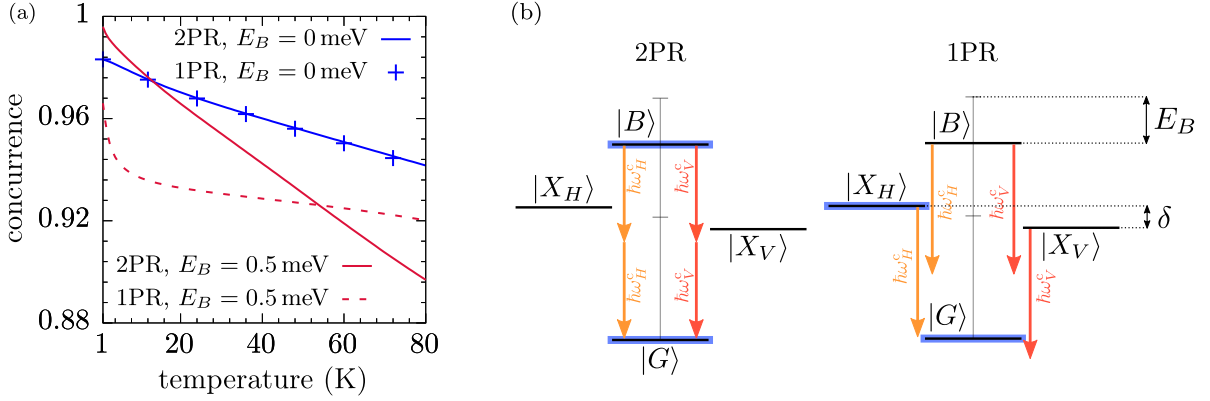 (a)
1
0.96
0.92
0.88
concurrence
2PR, E_B = 0 meV
1PR, E_B = 0 meV
2PR, E_B = 0.5 meV
1PR, E_B = 0.5 meV
1 20 40 60 80
temperature (K)
(b)
2PR
|B⟩
ħω_H^c ħω_V^c
|X_H⟩
|X_V⟩
ħω_H^c ħω_V^c
|G⟩
1PR
E_B
|B⟩
ħω_H^c ħω_V^c
|X_H⟩
δ
|X_V⟩
ħω_H^c ħω_V^c
|G⟩